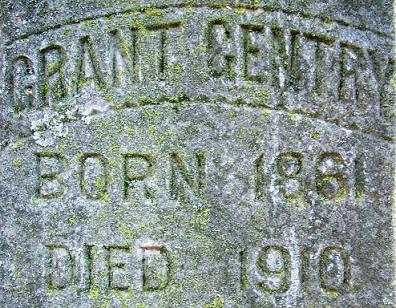 GRANT GENTRY
BORN 1861
DIED 1910